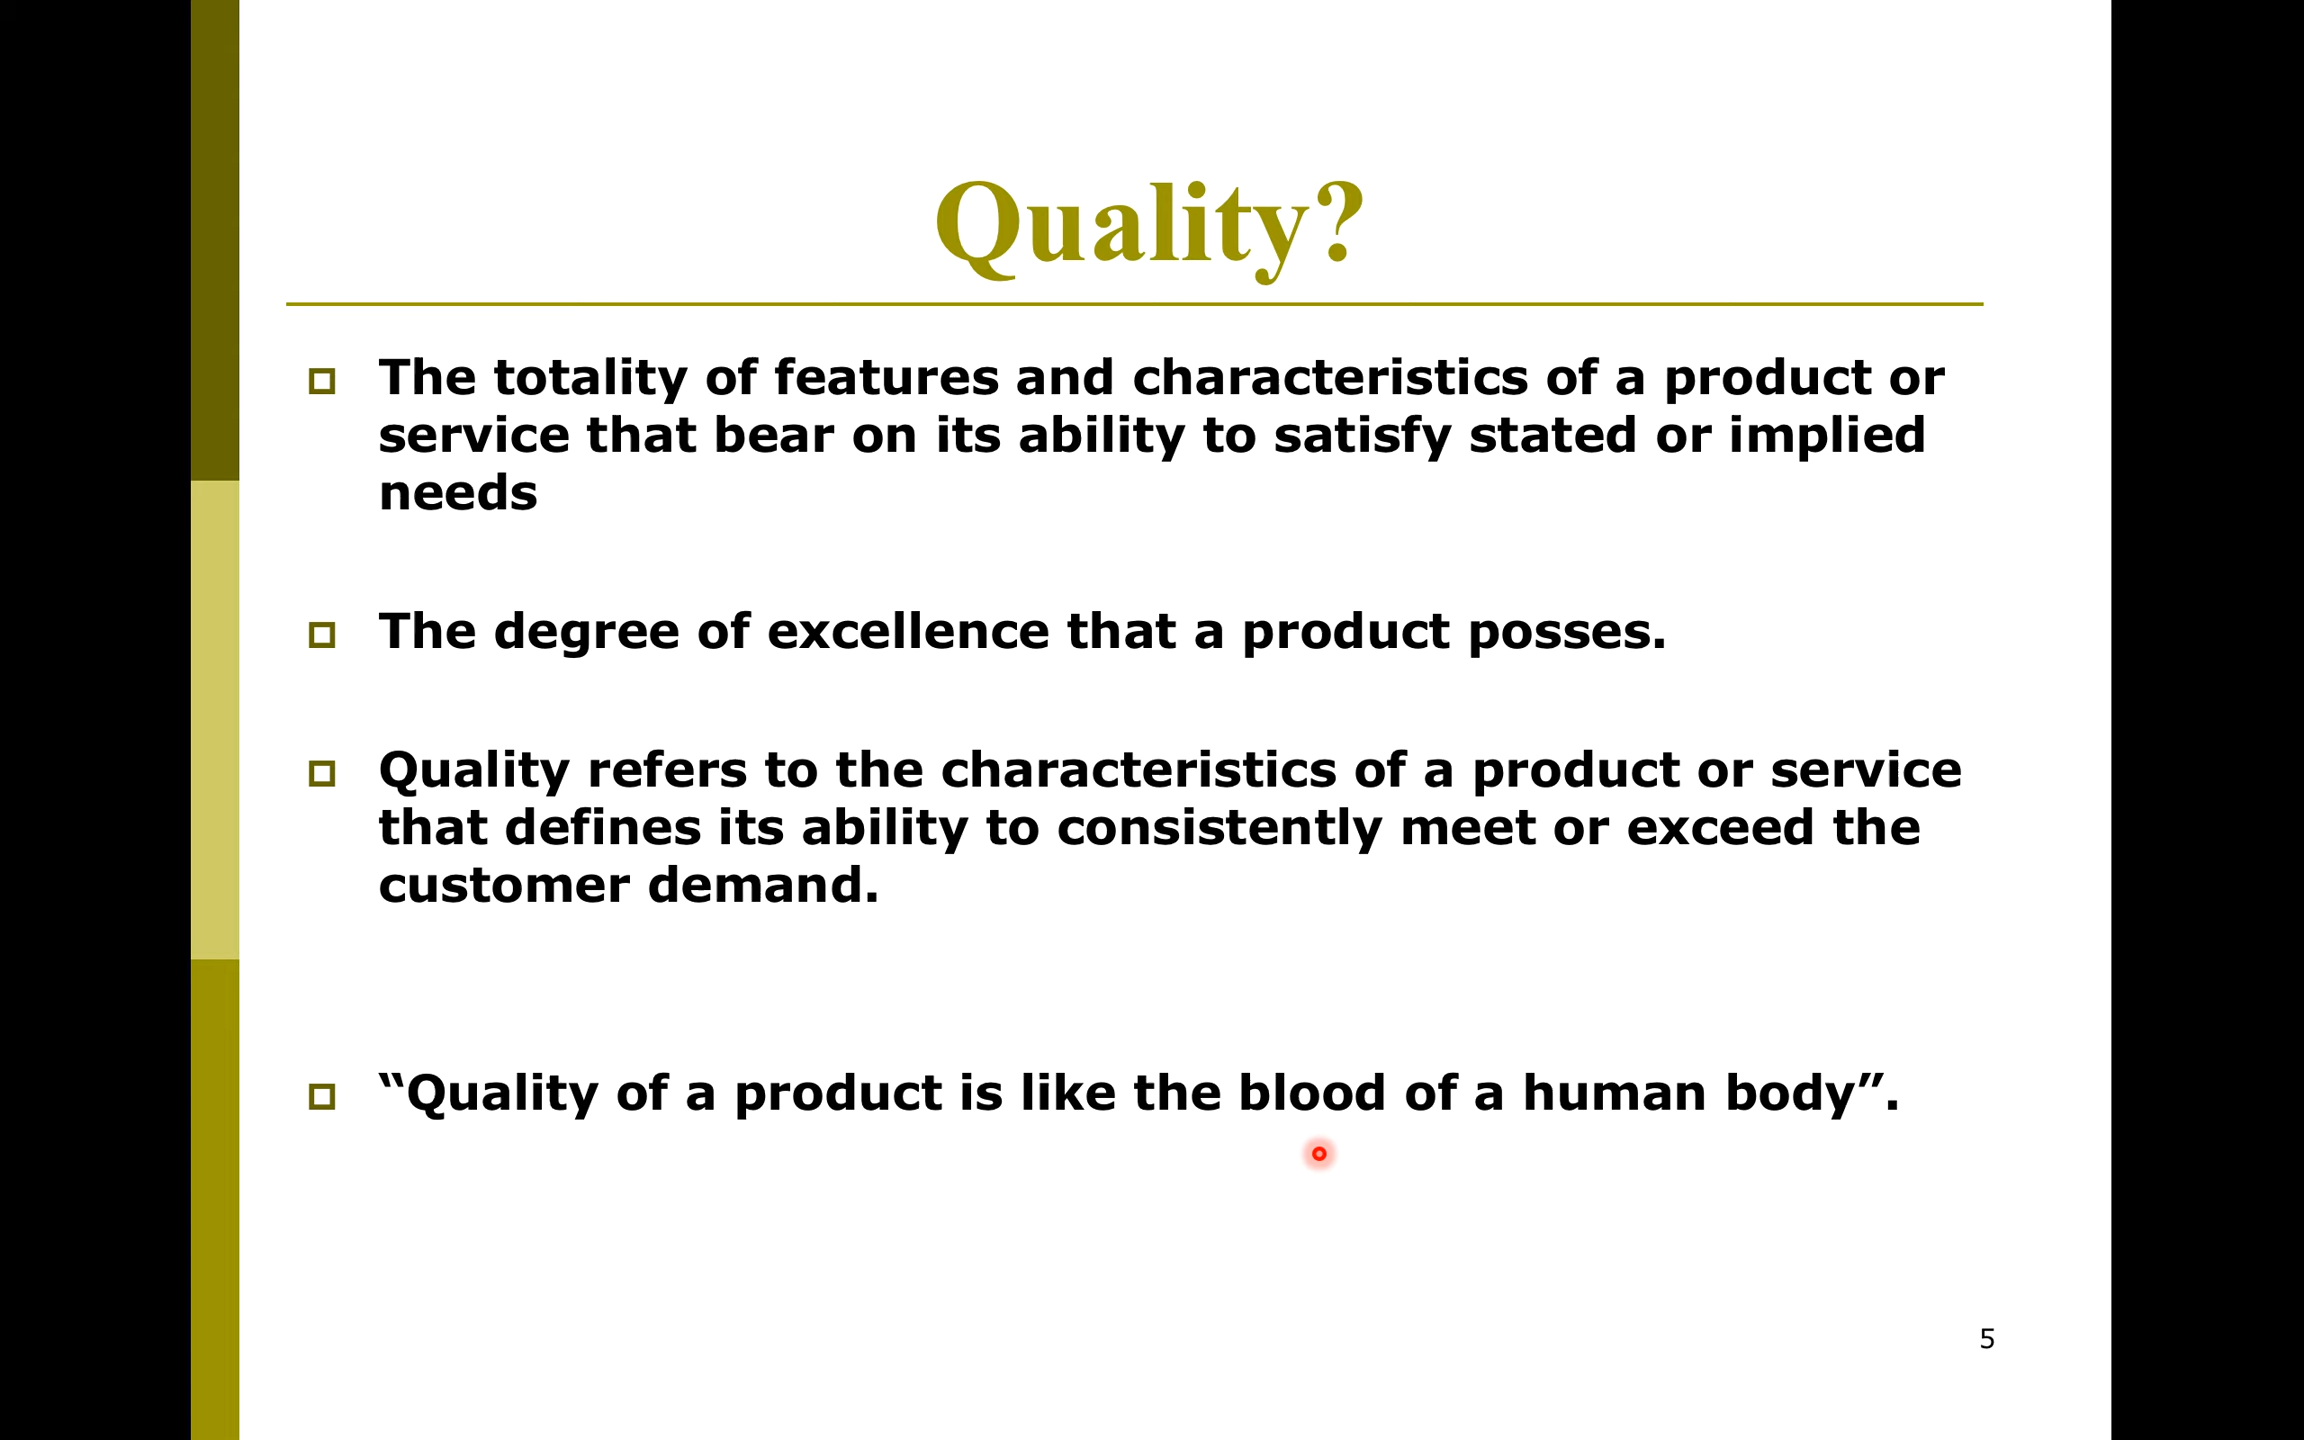 Quality?
The totality of features and characteristics of a product or
service that bear on its ability to satisfy stated or implied
needs
The degree of excellence that a product posses.
Quality refers to the characteristics of a product or service
that defines its ability to consistently meet or exceed the
customer demand.
“Quality of a product is like the blood of a human body”.
5